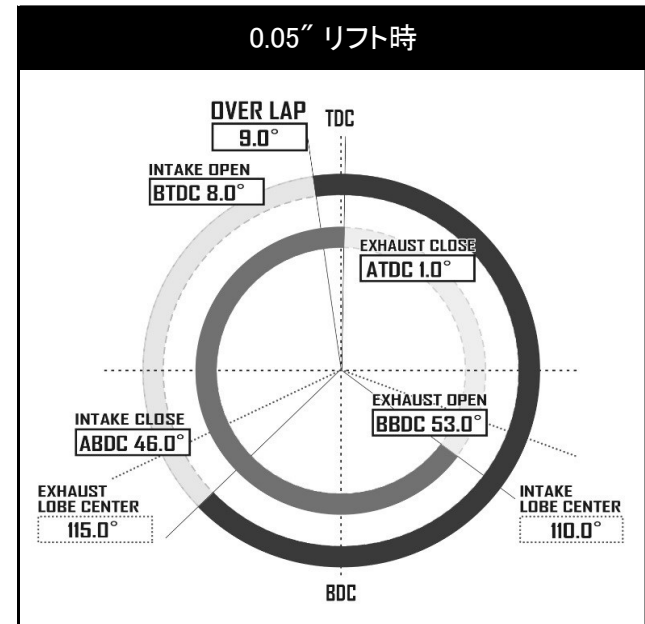 0.05″ リフト時
OVER LAP
9.0°
TDC
INTAKE OPEN
BTDC 8.0°
EXHAUST CLOSE
ATDC 1.0°
EXHAUST OPEN
BBDC 53.0°
INTAKE CLOSE
ABDC 46.0°
EXHAUST
LOBE CENTER
115.0°
INTAKE
LOBE CENTER
110.0°
BDC